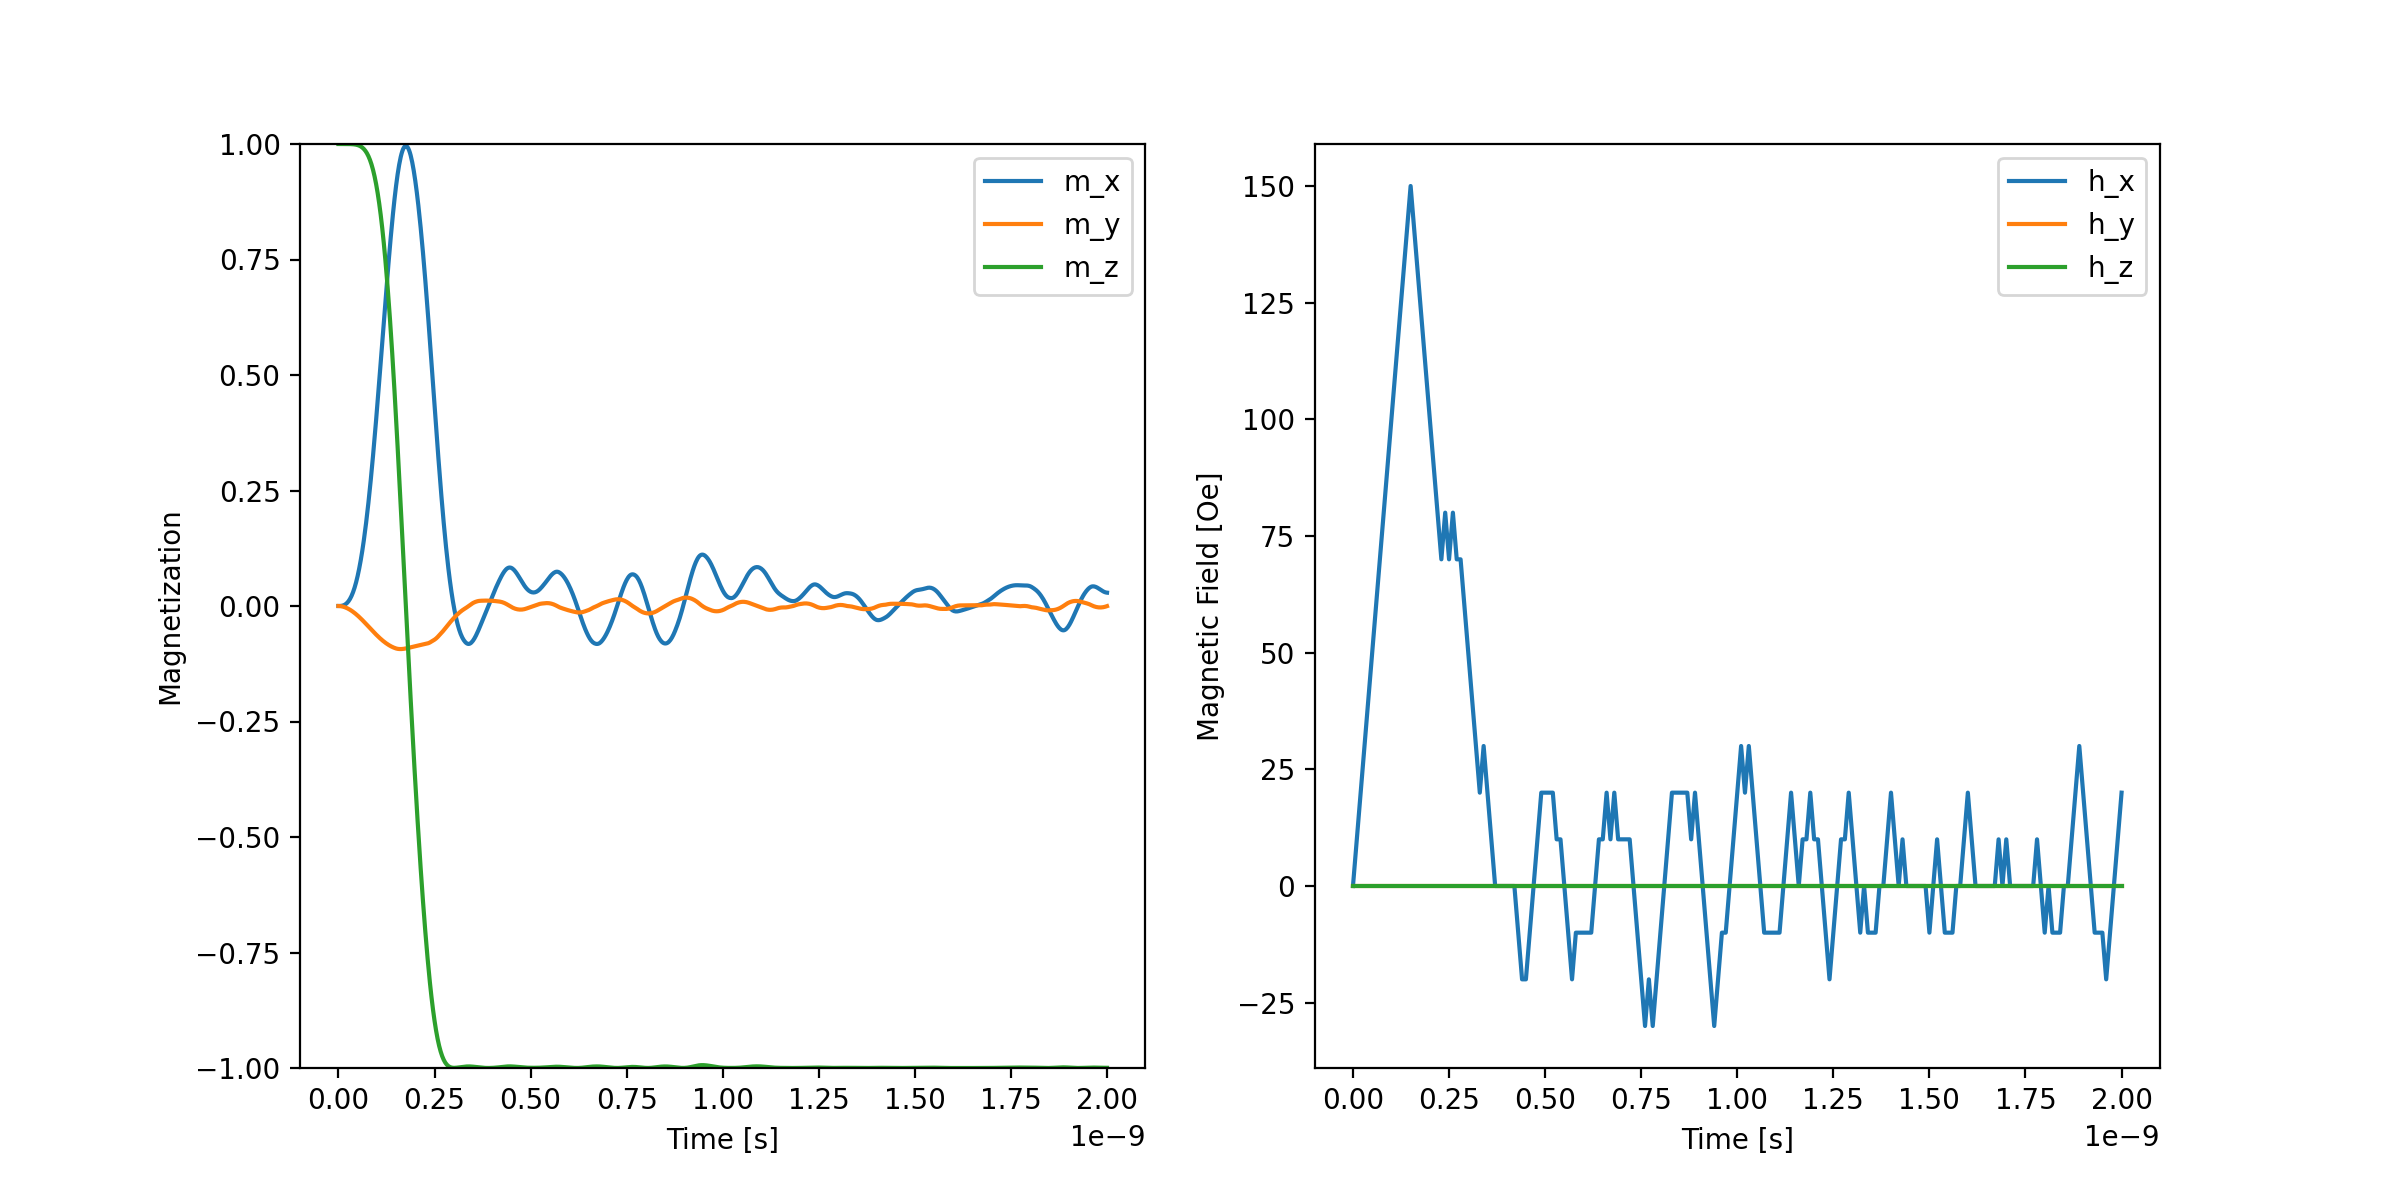 1.00
0.75
0.50
0.25
0.00
−0.25
−0.50
−0.75
−1.00
Magnetization
m_x
m_y
m_z
0.00 0.25 0.50 0.75 1.00 1.25 1.50 1.75 2.00
Time [s]
1e−9
150
125
100
75
50
25
0
−25
Magnetic Field [Oe]
h_x
h_y
h_z
0.00 0.25 0.50 0.75 1.00 1.25 1.50 1.75 2.00
Time [s]
1e−9